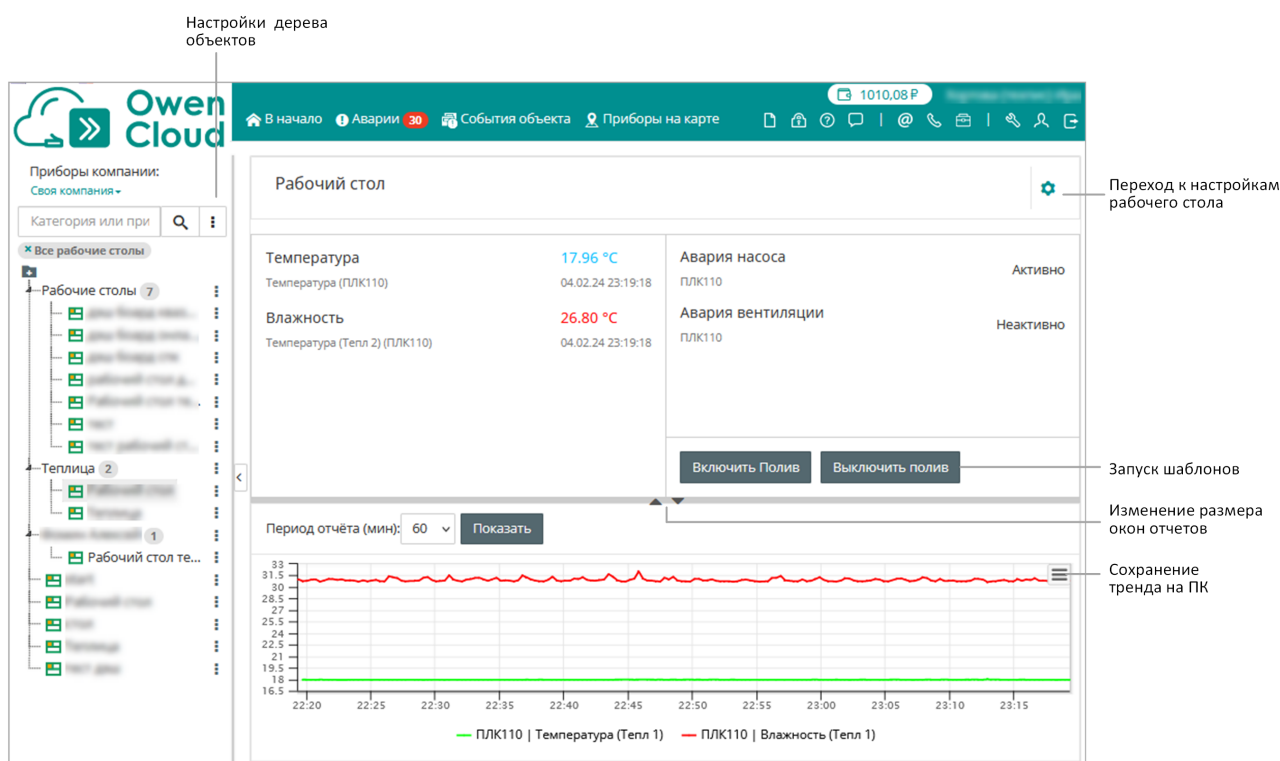 Настройки дерева
объектов
Owen
Cloud
1010,08 ₽
В начало
Аварии 30
События объекта
Приборы на карте
Приборы компании:
Своя компания
Категория или при
× Все рабочие столы
Рабочие столы 7
Теплица 2
1
Рабочий стол те...
Рабочий стол
Переход к настройкам
рабочего стола
Температура 17.96 °C
Температура (ПЛК110) 04.02.24 23:19:18
Влажность 26.80 °C
Температура (Тепл 2) (ПЛК110) 04.02.24 23:19:18
Авария насоса
ПЛК110
Активно
Авария вентиляции
ПЛК110
Неактивно
Включить Полив
Выключить полив
Запуск шаблонов
Изменение размера
окон отчетов
Период отчёта (мин): 60 Показать
Сохранение
тренда на ПК
33
31.5
30
28.5
27
25.5
24
22.5
21
19.5
18
16.5
22:20 22:25 22:30 22:35 22:40 22:45 22:50 22:55 23:00 23:05 23:10 23:15
ПЛК110 | Температура (Тепл 1) ПЛК110 | Влажность (Тепл 1)